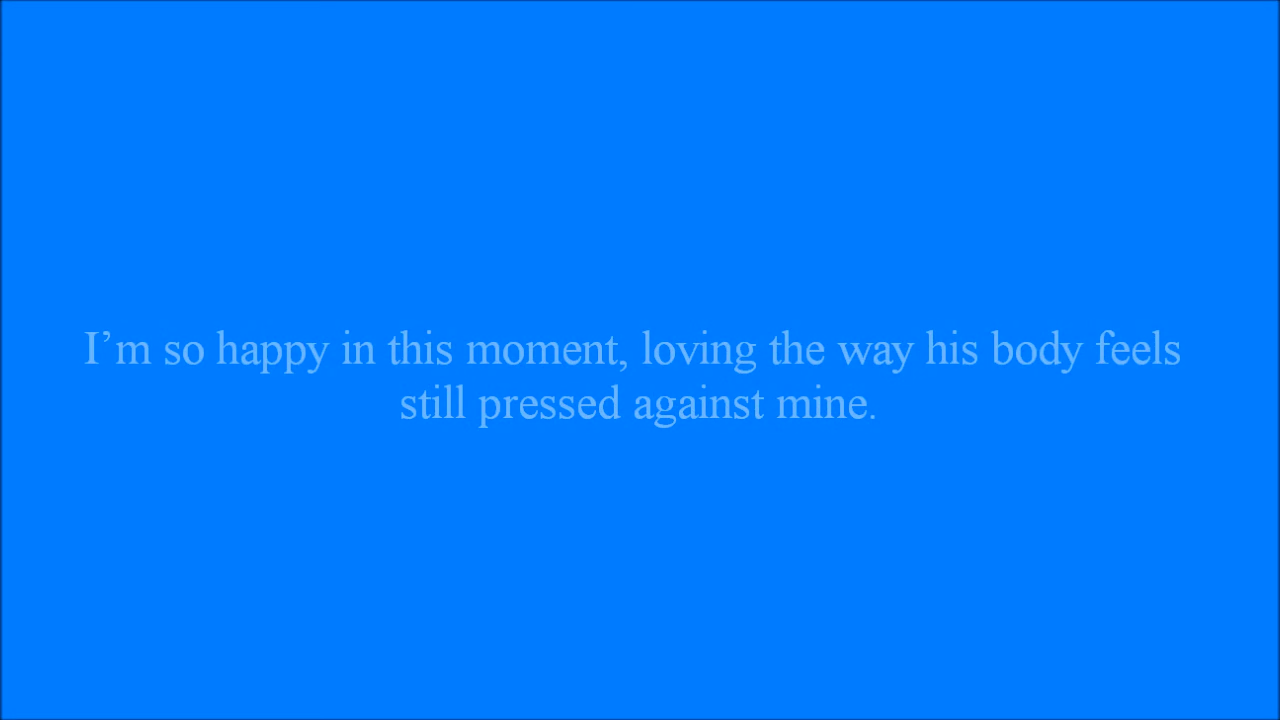 I’m so happy in this moment, loving the way his body feels
still pressed against mine.